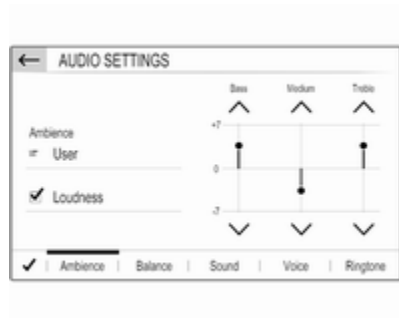 AUDIO SETTINGS
Bass Medium Treble
+7
Ambience
User
0
Loudness
-7
Ambience Balance Sound Voice Ringtone